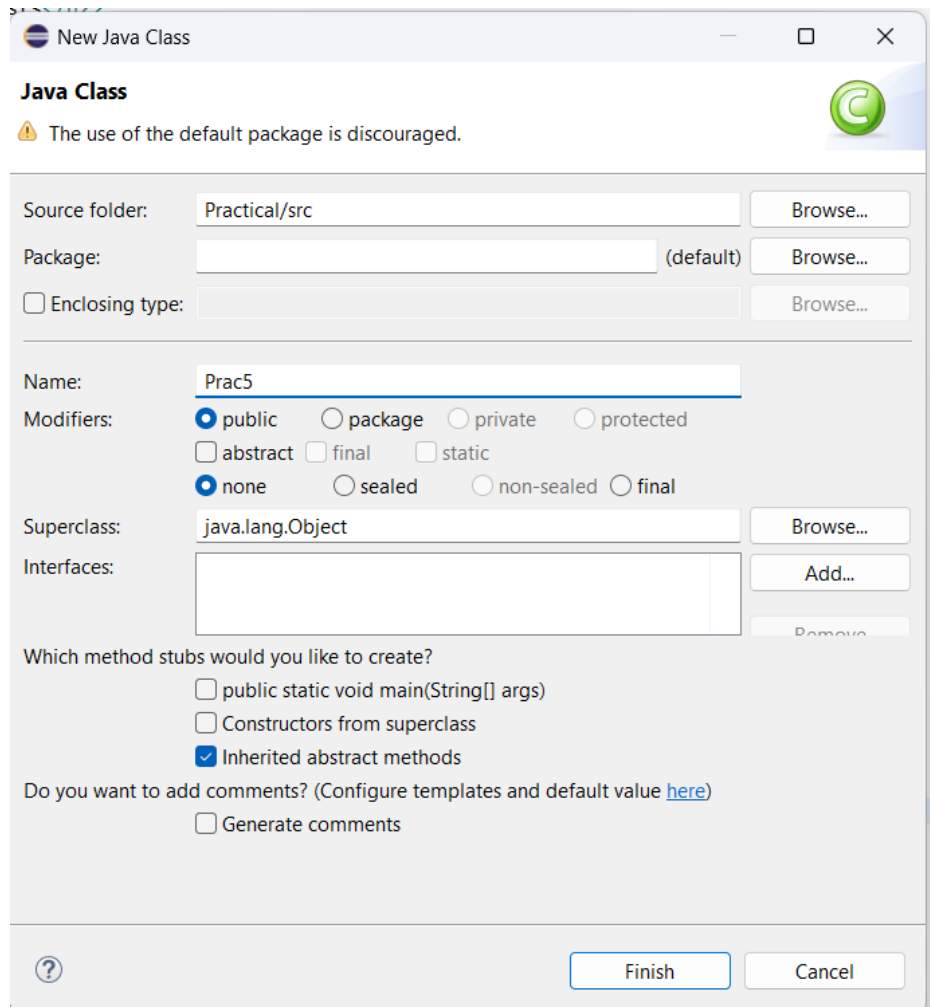 New Java Class
Java Class
The use of the default package is discouraged.
Source folder: Practical/src Browse...
Package: (default) Browse...
Enclosing type: Browse...
Name: Prac5
Modifiers: public package private protected
abstract final static
none sealed non-sealed final
Superclass: java.lang.Object Browse...
Interfaces: Add...
Remove
Which method stubs would you like to create?
public static void main(String[] args)
Constructors from superclass
Inherited abstract methods
Do you want to add comments? (Configure templates and default value here)
Generate comments
Finish Cancel